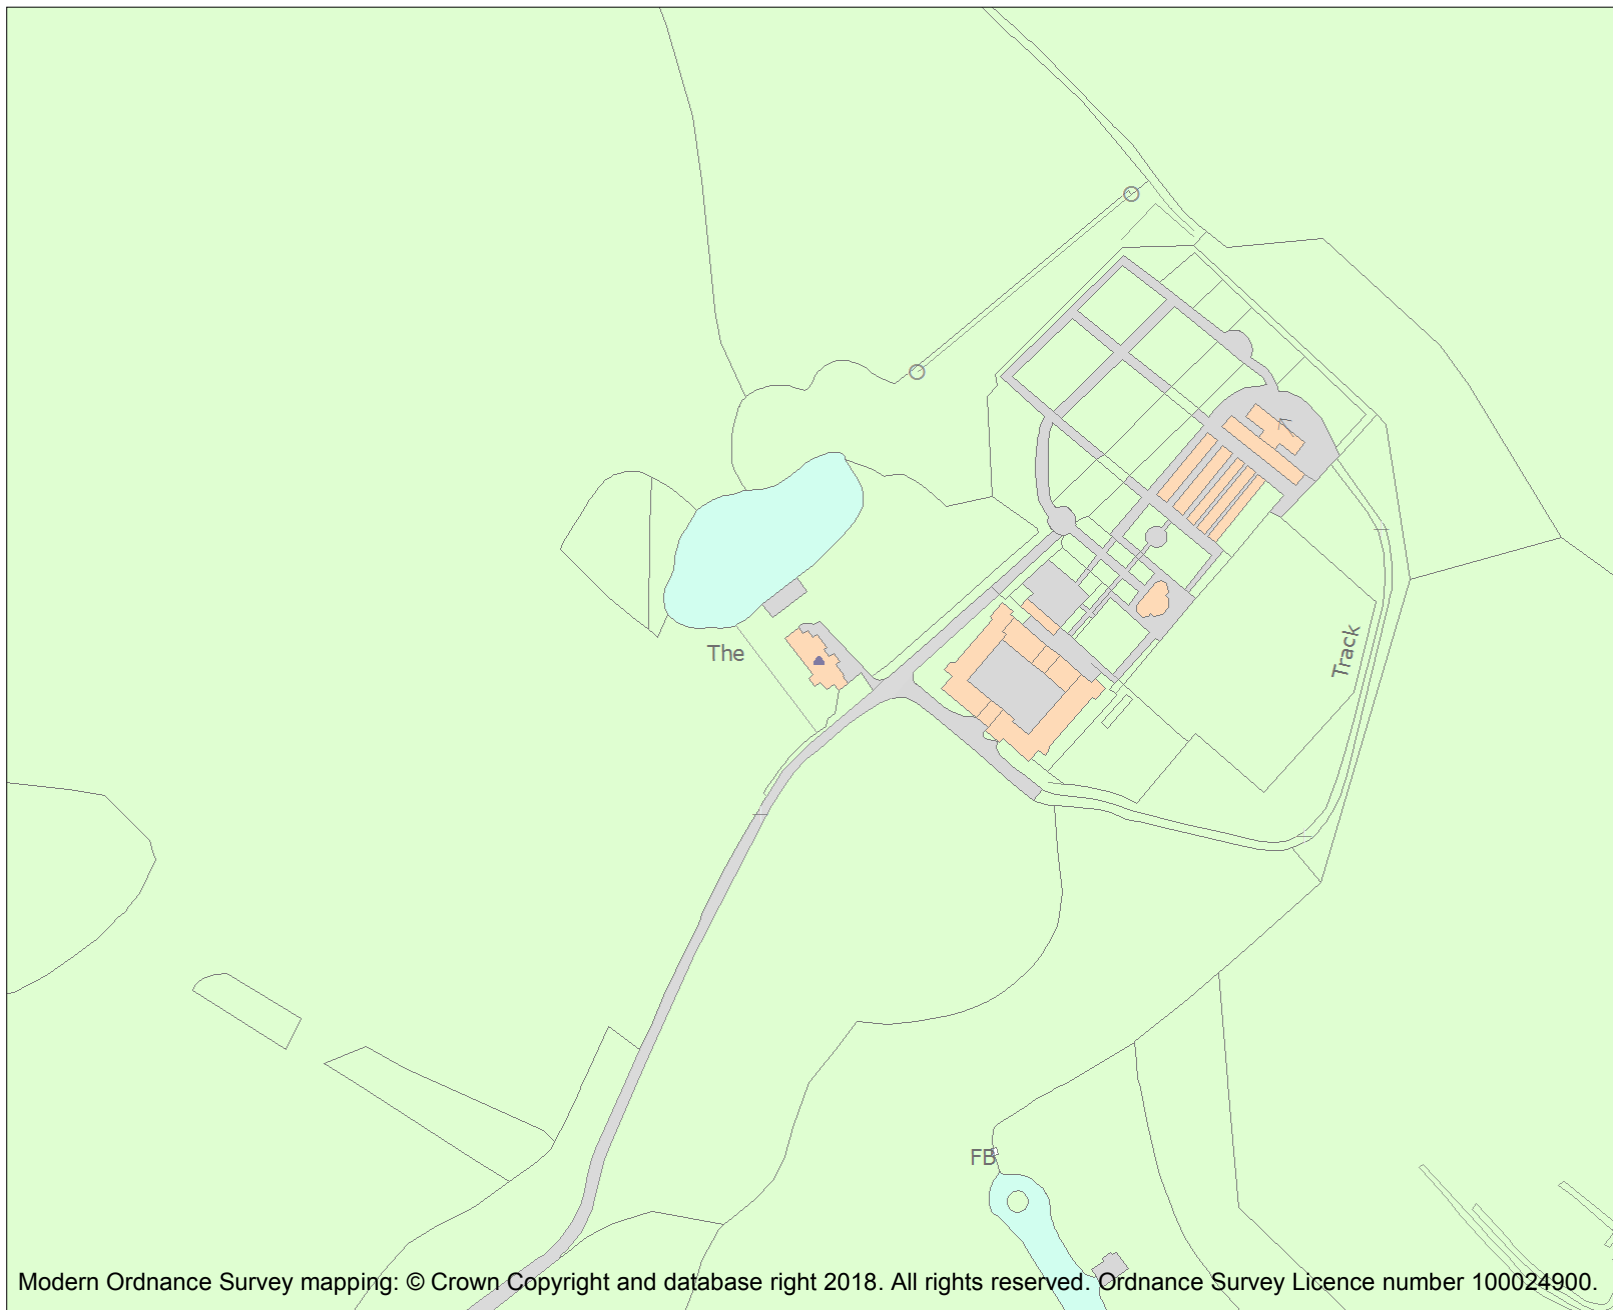 The
Track
FB
Modern Ordnance Survey mapping: © Crown Copyright and database right 2018. All rights reserved. Ordnance Survey Licence number 100024900.